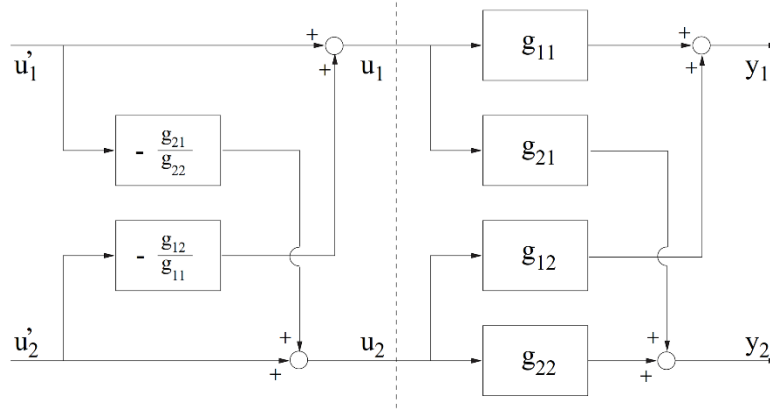 + g₁₁ +
u'₁ + u₁ + y₁
- g₂₁/g₂₂ g₂₁
- g₁₂/g₁₁ g₁₂
+ +
u'₂ + u₂ g₂₂ + y₂